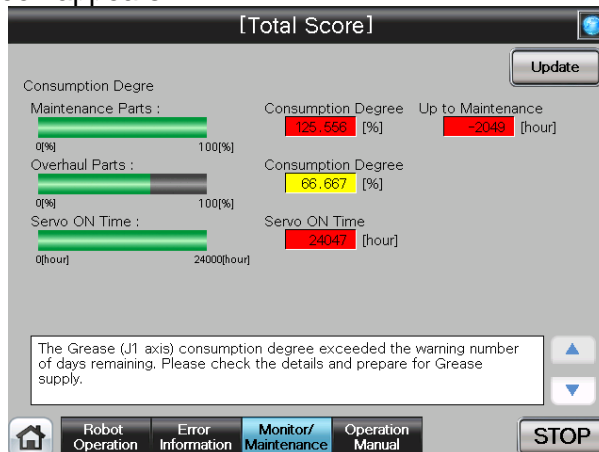 [Total Score]
Update
Consumption Degre
Maintenance Parts :
Consumption Degree
Up to Maintenance
125.556 [%]
-2049 [hour]
0[%] 100[%]
Overhaul Parts :
Consumption Degree
66.667 [%]
0[%] 100[%]
Servo ON Time :
Servo ON Time
24047 [hour]
0[hour] 24000[hour]
The Grease (J1 axis) consumption degree exceeded the warning number
of days remaining. Please check the details and prepare for Grease
supply.
Robot Operation
Error Information
Monitor/ Maintenance
Operation Manual
STOP